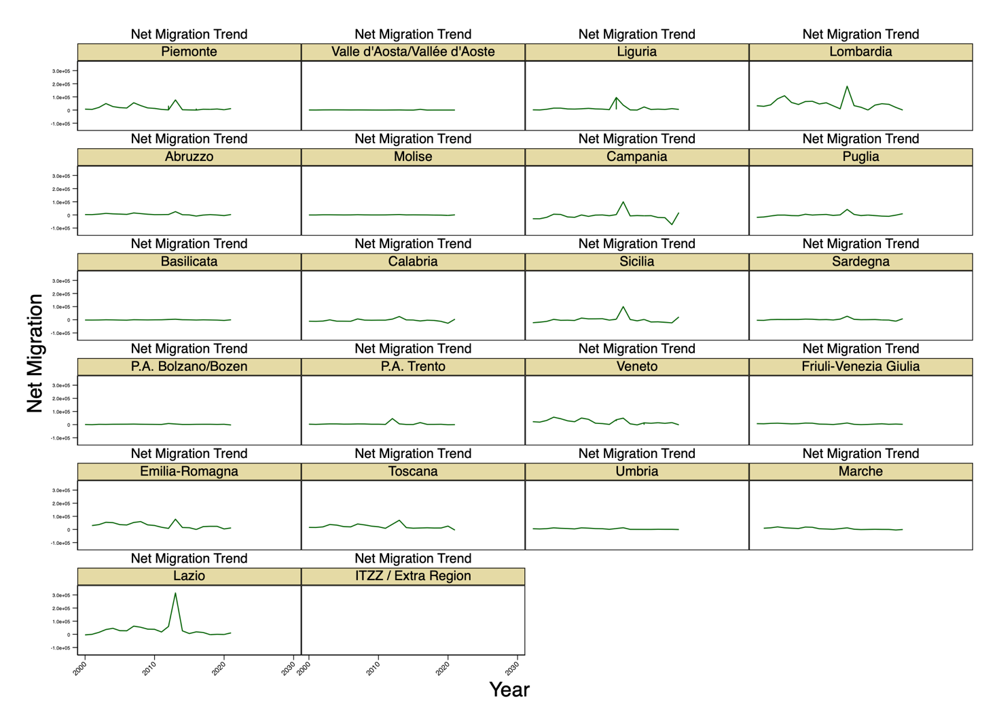 Net Migration Trend Net Migration Trend Net Migration Trend Net Migration Trend
Piemonte Valle d'Aosta/Vallée d'Aoste Liguria Lombardia
3.0e+05
2.0e+05
1.0e+05
0
-1.0e+05
Net Migration Trend Net Migration Trend Net Migration Trend Net Migration Trend
Abruzzo Molise Campania Puglia
3.0e+05
2.0e+05
1.0e+05
0
-1.0e+05
Net Migration Trend Net Migration Trend Net Migration Trend Net Migration Trend
Basilicata Calabria Sicilia Sardegna
3.0e+05
2.0e+05
1.0e+05
0
-1.0e+05
Net Migration
Net Migration Trend Net Migration Trend Net Migration Trend Net Migration Trend
P.A. Bolzano/Bozen P.A. Trento Veneto Friuli-Venezia Giulia
3.0e+05
2.0e+05
1.0e+05
0
-1.0e+05
Net Migration Trend Net Migration Trend Net Migration Trend Net Migration Trend
Emilia-Romagna Toscana Umbria Marche
3.0e+05
2.0e+05
1.0e+05
0
-1.0e+05
Net Migration Trend Net Migration Trend
Lazio ITZZ / Extra Region
3.0e+05
2.0e+05
1.0e+05
0
-1.0e+05
2000 2010 2020 2030 2000 2010 2020 2030
Year